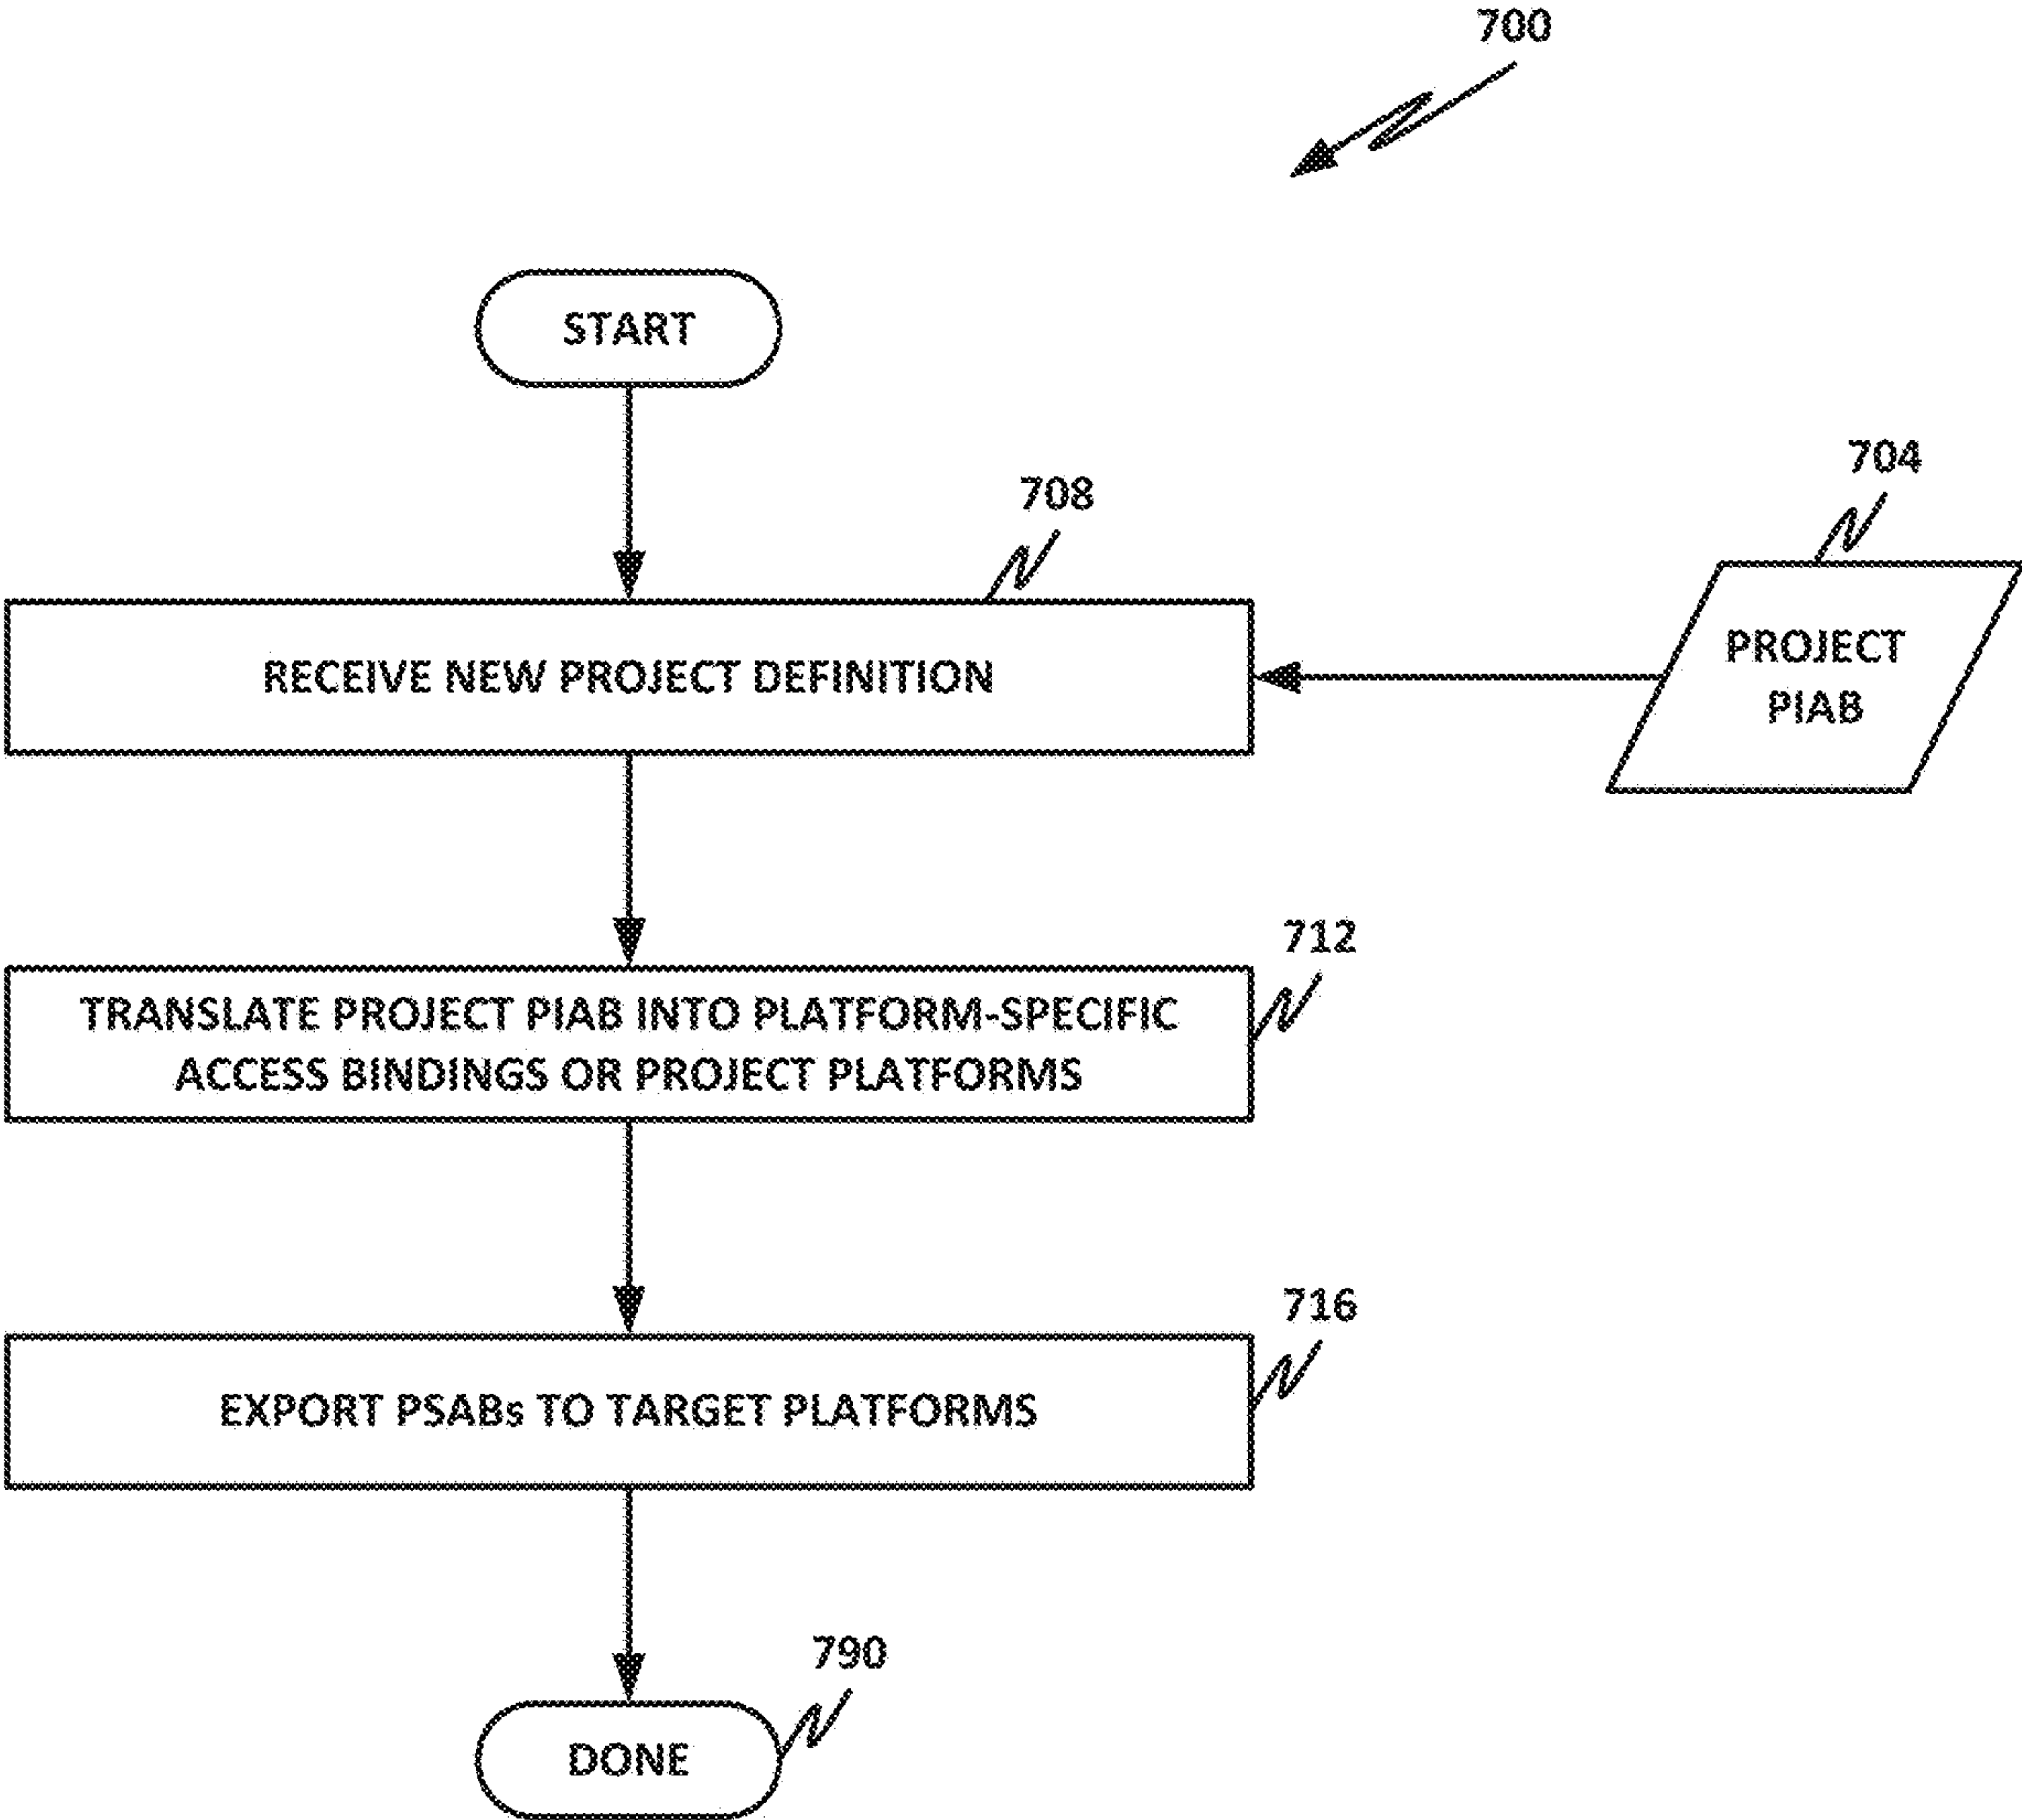 700
START
704
708
PROJECT
PIAB
RECEIVE NEW PROJECT DEFINITION
712
TRANSLATE PROJECT PIAB INTO PLATFORM-SPECIFIC
ACCESS BINDINGS OR PROJECT PLATFORMS
716
EXPORT PSABs TO TARGET PLATFORMS
790
DONE